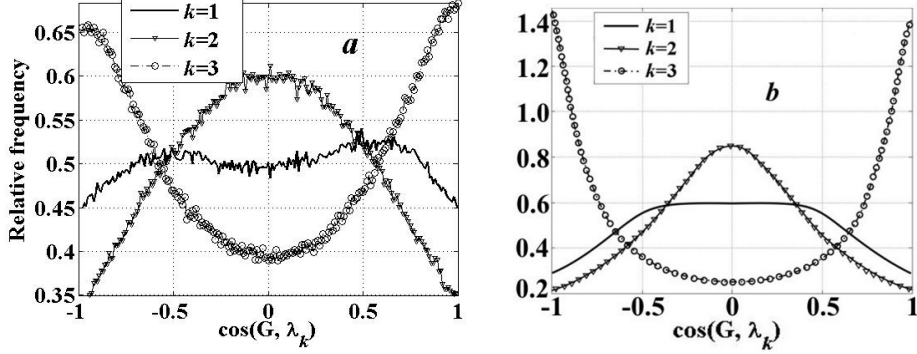 k=1
k=2
k=3
a
Relative frequency
0.65
0.6
0.55
0.5
0.45
0.4
0.35
-1 -0.5 0 0.5 1
cos(G, λk)
k=1
k=2
k=3
b
1.4
1.2
1.0
0.8
0.6
0.4
0.2
-1 -0.5 0 0.5 1
cos(G, λk)